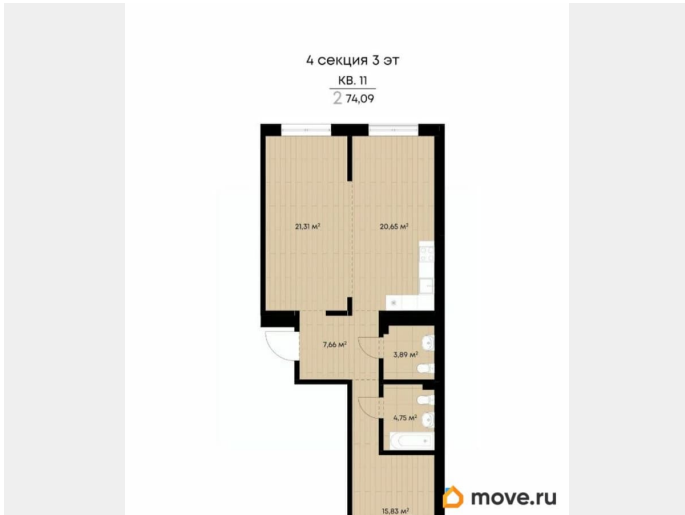 4 секция 3 эт
КВ. 11
2 74,09
21,31 м²
20,65 м²
7,66 м²
3,89 м²
4,75 м²
15,83 м²
move.ru